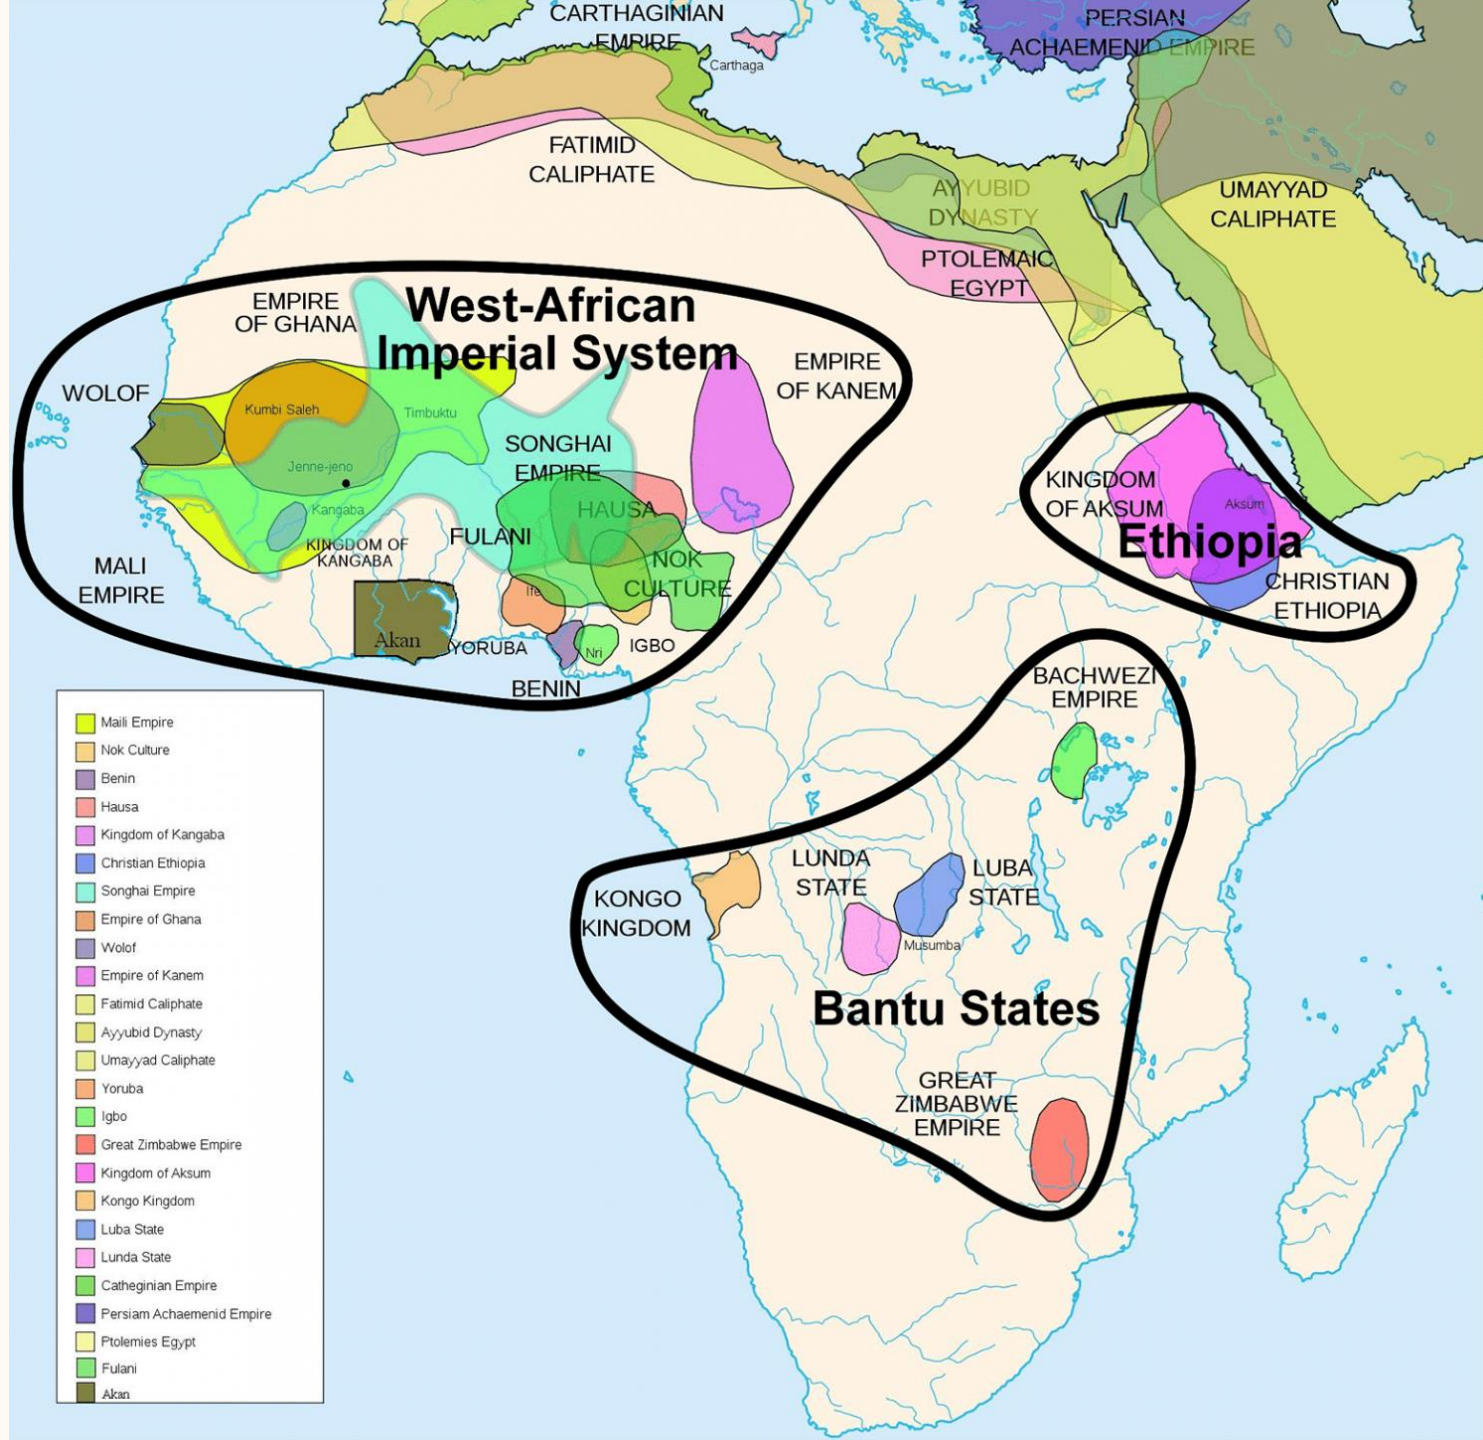 CARTHAGINIAN
EMPIRE
Carthaga
PERSIAN
ACHAEMENID EMPIRE
FATIMID
CALIPHATE
AYYUBID
DYNASTY
UMAYYAD
CALIPHATE
PTOLEMAIC
EGYPT
EMPIRE
OF GHANA
West-African
Imperial System
EMPIRE
OF KANEM
WOLOF
Kumbi Saleh
Timbuktu
SONGHAI
EMPIRE
Jenne-jeno
Kangaba
HAUSA
FULANI
KINGDOM OF
KANGABA
NOK
CULTURE
MALI
EMPIRE
Ife
Akan
YORUBA
Nri
IGBO
BENIN
KINGDOM
OF AKSUM
Aksum
Ethiopia
CHRISTIAN
ETHIOPIA
BACHWEZI
EMPIRE
LUNDA
STATE
LUBA
STATE
KONGO
KINGDOM
Musumba
Bantu States
GREAT
ZIMBABWE
EMPIRE
Maili Empire
Nok Culture
Benin
Hausa
Kingdom of Kangaba
Christian Ethiopia
Songhai Empire
Empire of Ghana
Wolof
Empire of Kanem
Fatimid Caliphate
Ayyubid Dynasty
Umayyad Caliphate
Yoruba
Igbo
Great Zimbabwe Empire
Kingdom of Aksum
Kongo Kingdom
Luba State
Lunda State
Catheginian Empire
Persiam Achaemenid Empire
Ptolemies Egypt
Fulani
Akan